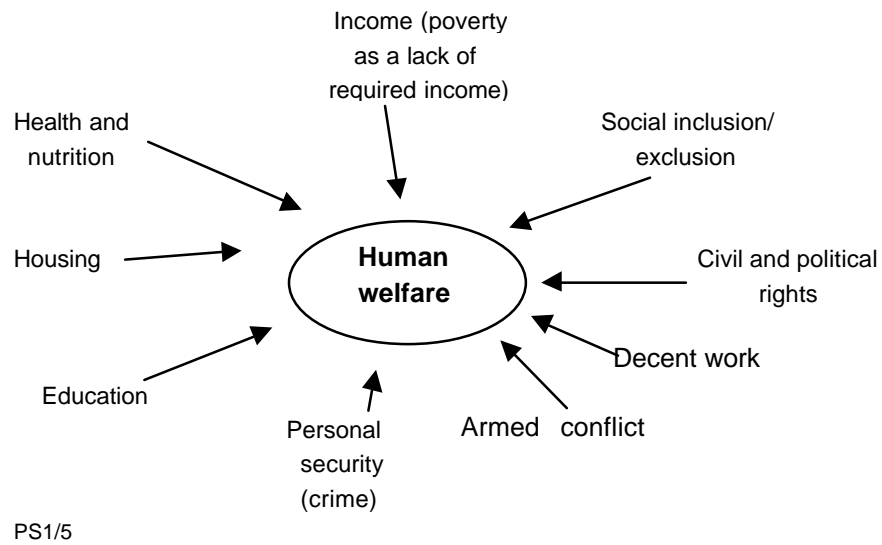 Income (poverty
as a lack of
required income)
Health and
nutrition
Social inclusion/
exclusion
Housing
Human
welfare
Civil and political
rights
Decent work
Education
Personal
security
(crime)
Armed conflict
PS1/5